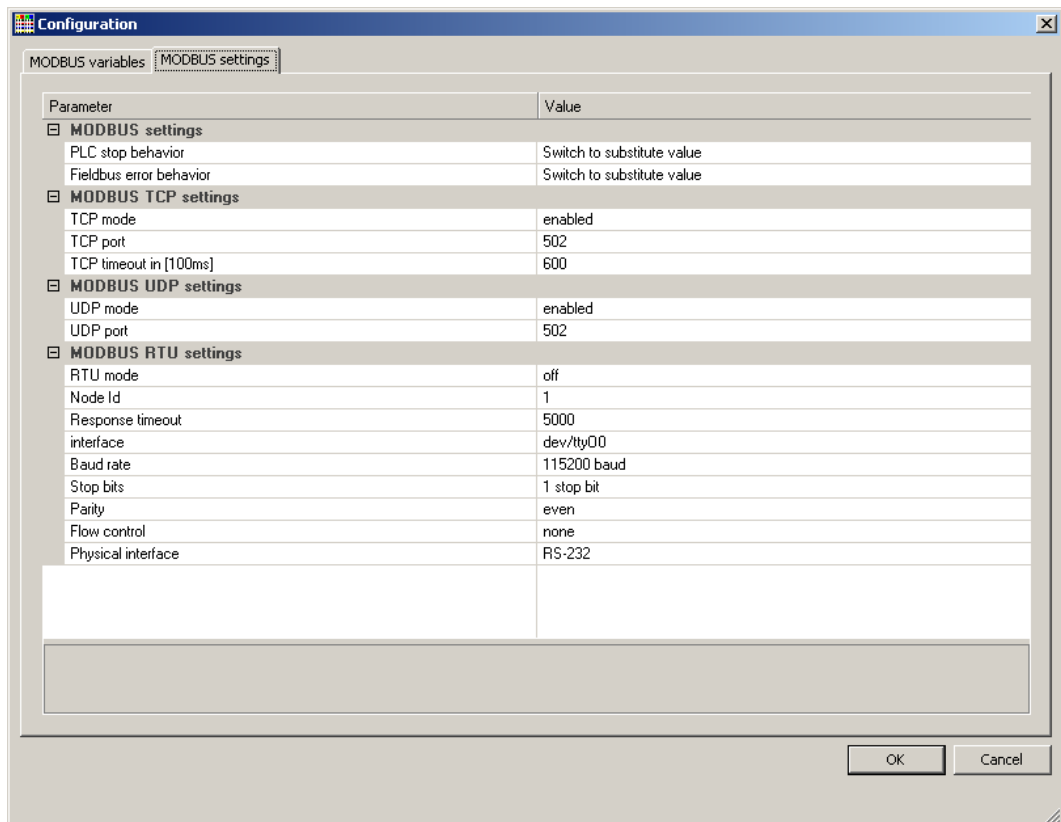 Configuration
MODBUS variables MODBUS settings
Parameter Value
MODBUS settings
PLC stop behavior Switch to substitute value
Fieldbus error behavior Switch to substitute value
MODBUS TCP settings
TCP mode enabled
TCP port 502
TCP timeout in [100ms] 600
MODBUS UDP settings
UDP mode enabled
UDP port 502
MODBUS RTU settings
RTU mode off
Node Id 1
Response timeout 5000
interface dev/ttyO0
Baud rate 115200 baud
Stop bits 1 stop bit
Parity even
Flow control none
Physical interface RS-232
OK Cancel